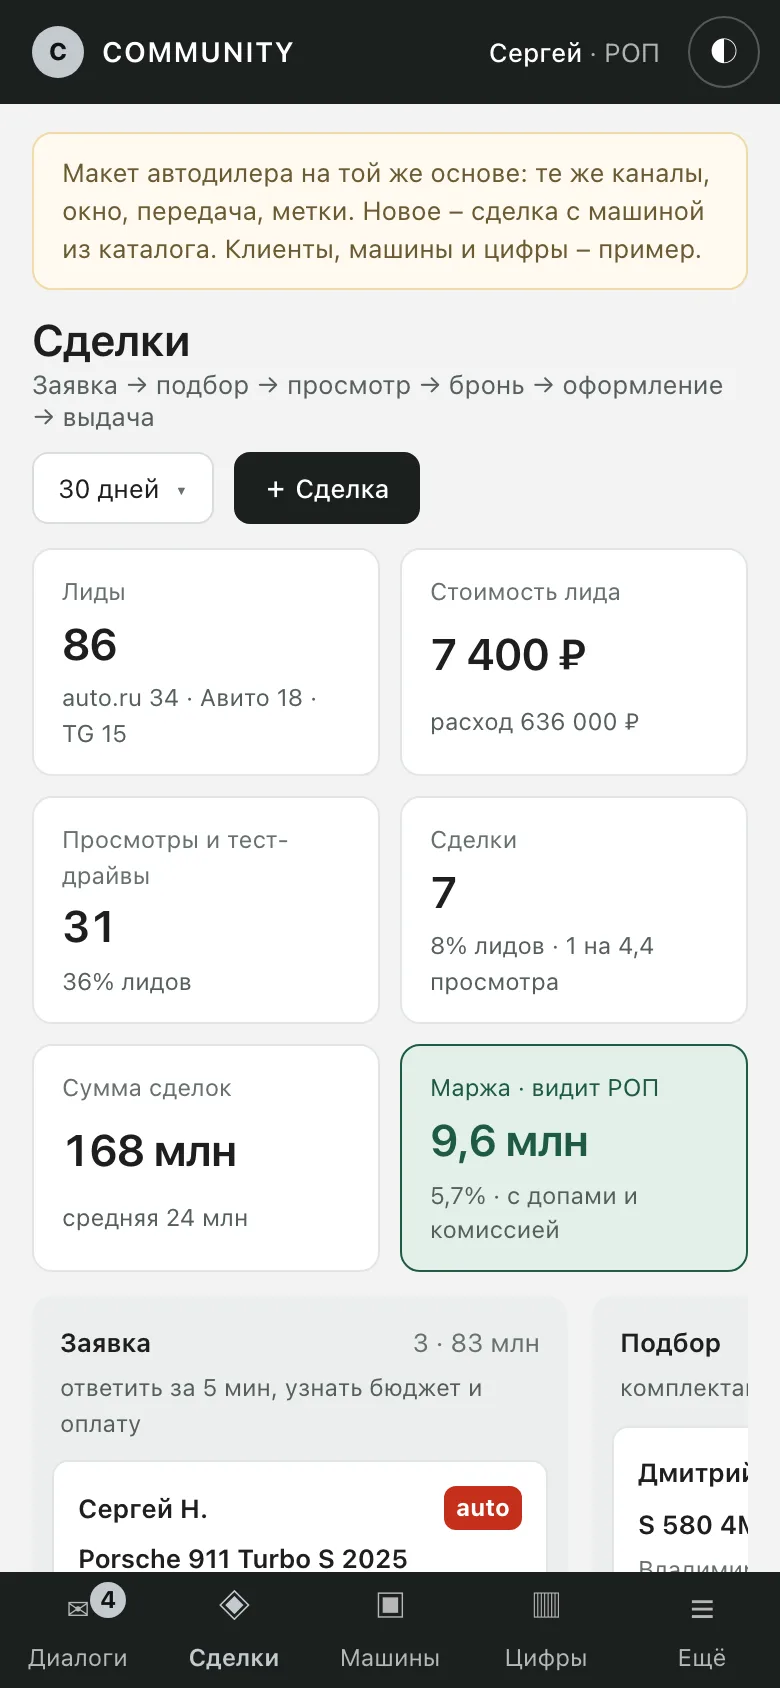 C COMMUNITY Сергей · РОП
Макет автодилера на той же основе: те же каналы,
окно, передача, метки. Новое – сделка с машиной
из каталога. Клиенты, машины и цифры – пример.
Сделки
Заявка → подбор → просмотр → бронь → оформление
→ выдача
30 дней ▾ + Сделка
Лиды
86
auto.ru 34 · Авито 18 ·
TG 15
Стоимость лида
7 400 ₽
расход 636 000 ₽
Просмотры и тест-
драйвы
31
36% лидов
Сделки
7
8% лидов · 1 на 4,4
просмотра
Сумма сделок
168 млн
средняя 24 млн
Маржа · видит РОП
9,6 млн
5,7% · с допами и
комиссией
Заявка 3 · 83 млн
ответить за 5 мин, узнать бюджет и
оплату
Сергей Н. auto
Porsche 911 Turbo S 2025
Подбор
Дмитрий
S 580 4M
4
Диалоги Сделки Машины Цифры Ещё